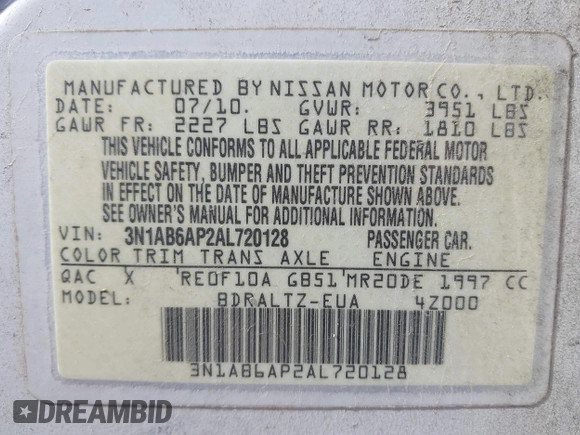 MANUFACTURED BY NISSAN MOTOR CO., LTD.
DATE: 07/10. GVWR: 3951 LBS
GAWR FR: 2227 LBS GAWR RR: 1810 LBS
THIS VEHICLE CONFORMS TO ALL APPLICABLE FEDERAL MOTOR
VEHICLE SAFETY, BUMPER AND THEFT PREVENTION STANDARDS
IN EFFECT ON THE DATE OF MANUFACTURE SHOWN ABOVE.
SEE OWNER'S MANUAL FOR ADDITIONAL INFORMATION.
VIN: 3N1AB6AP2AL720128 PASSENGER CAR.
COLOR TRIM TRANS AXLE ENGINE
QAC X RE0F10A GB51 MR20DE 1997 CC
MODEL: BDRALTZ-EUA 4Z000
3N1AB6AP2AL720128
DREAMBID